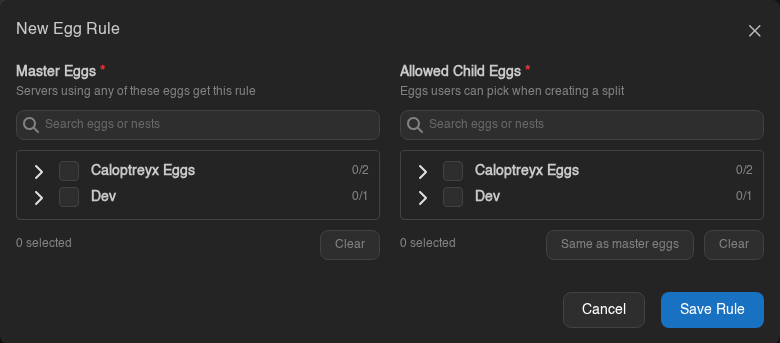 New Egg Rule
Master Eggs *
Servers using any of these eggs get this rule
Search eggs or nests
Caloptreyx Eggs 0/2
Dev 0/1
0 selected Clear
Allowed Child Eggs *
Eggs users can pick when creating a split
Search eggs or nests
Caloptreyx Eggs 0/2
Dev 0/1
0 selected Same as master eggs Clear
Cancel Save Rule